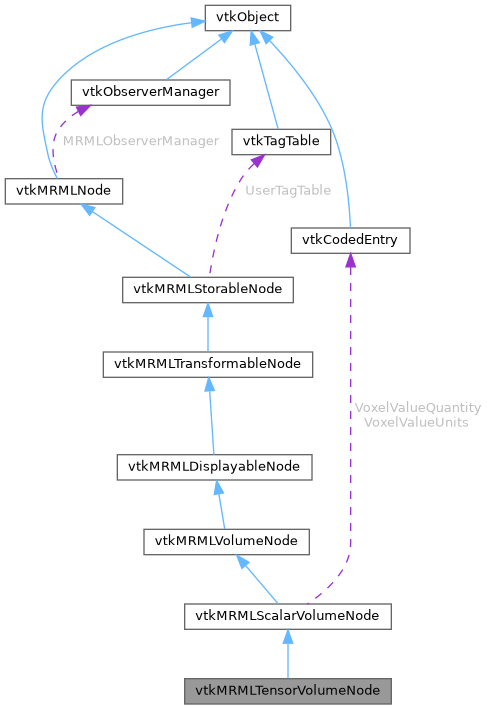 vtkObject
vtkObserverManager
MRMLObserverManager
vtkTagTable
vtkMRMLNode
UserTagTable
vtkCodedEntry
vtkMRMLStorableNode
vtkMRMLTransformableNode
VoxelValueQuantity
VoxelValueUnits
vtkMRMLDisplayableNode
vtkMRMLVolumeNode
vtkMRMLScalarVolumeNode
vtkMRMLTensorVolumeNode